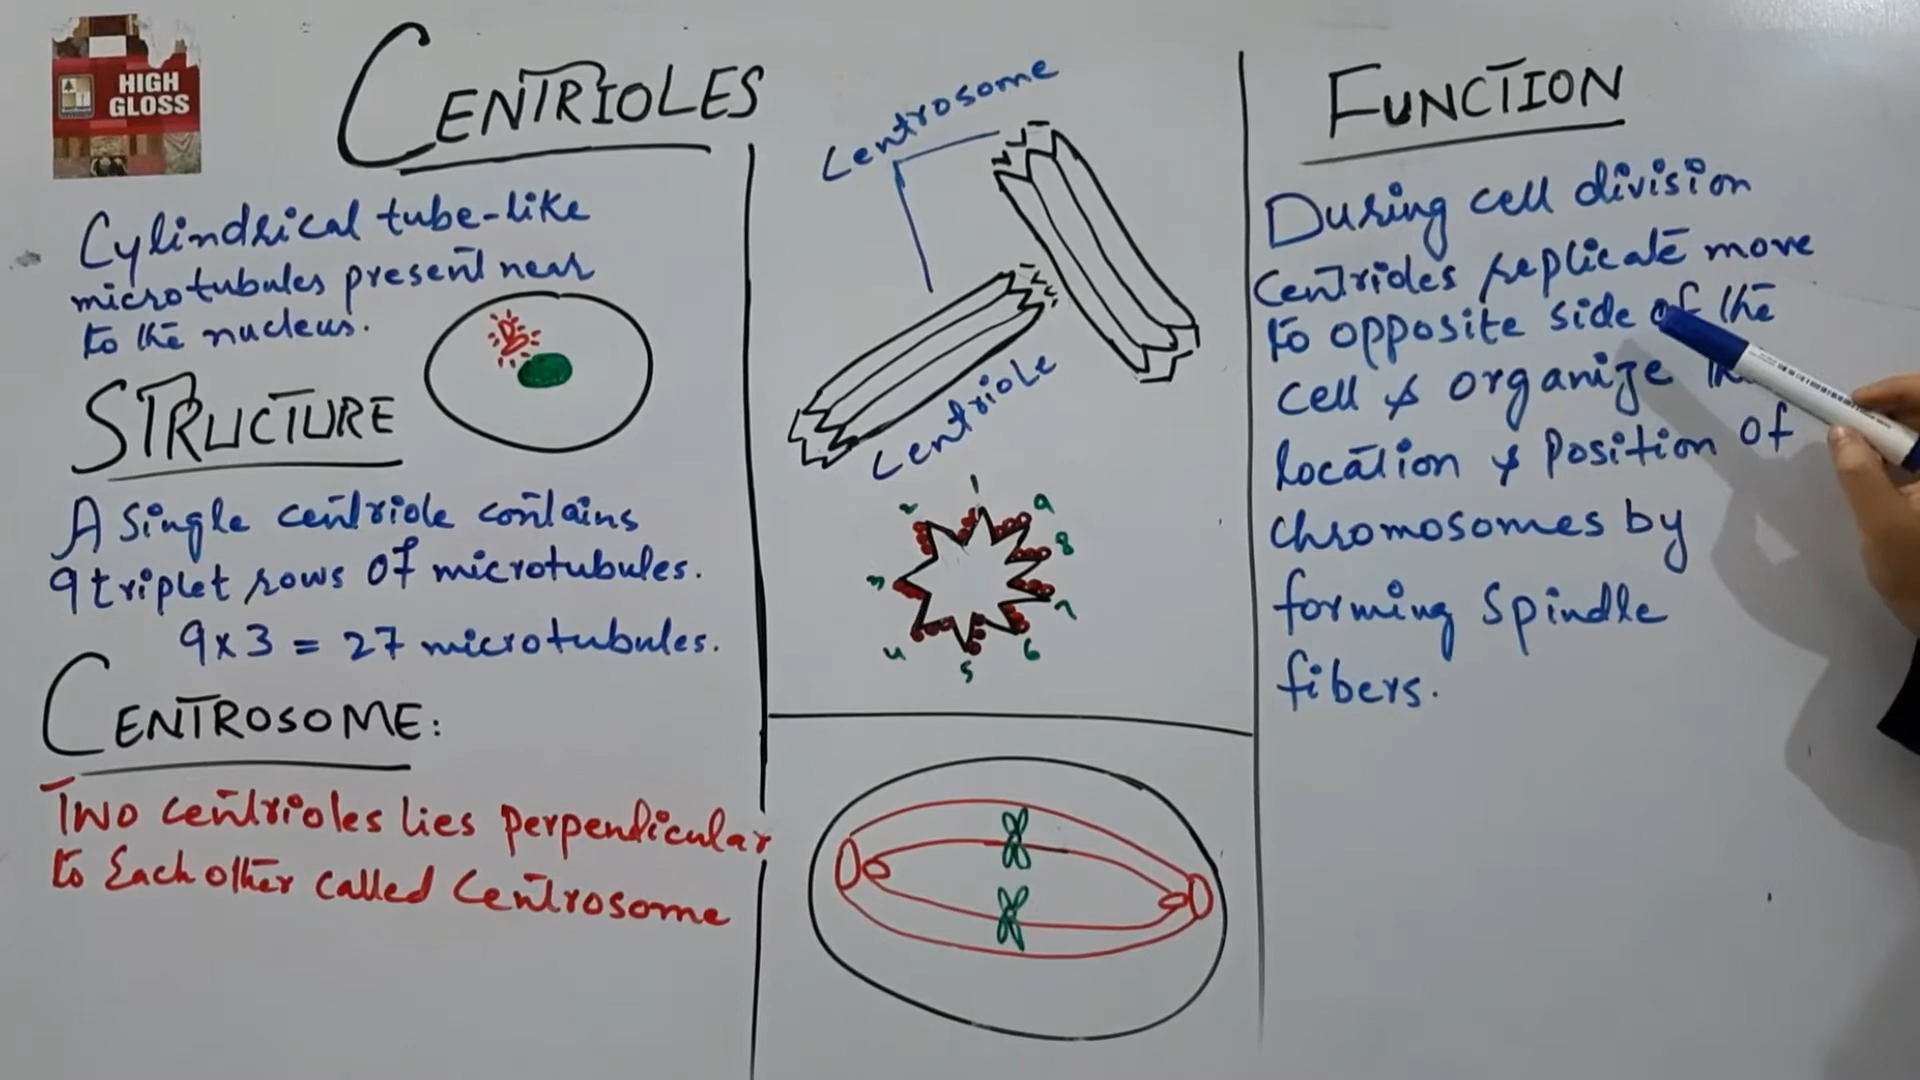 HIGH
GLOSS
CENTRIOLES
Cylindrical tube-like
microtubules present near
to the nucleus.
STRUCTURE
A Single centriole contains
9 triplet rows of microtubules.
9x3 = 27 microtubules.
CENTROSOME:
Two centrioles lies perpendicular
to Each other called Centrosome
Centrosome
Centriole
1
2
3
4
5
6
7
8
9
FUNCTION
During cell division
Centrioles replicate move
to opposite side of the
cell & organize
location & position of
chromosomes by
forming Spindle
fibers.